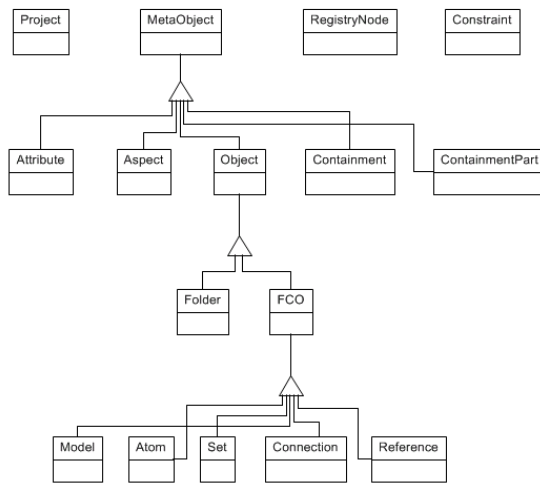 Project
MetaObject
RegistryNode
Constraint
Attribute
Aspect
Object
Containment
ContainmentPart
Folder
FCO
Model
Atom
Set
Connection
Reference